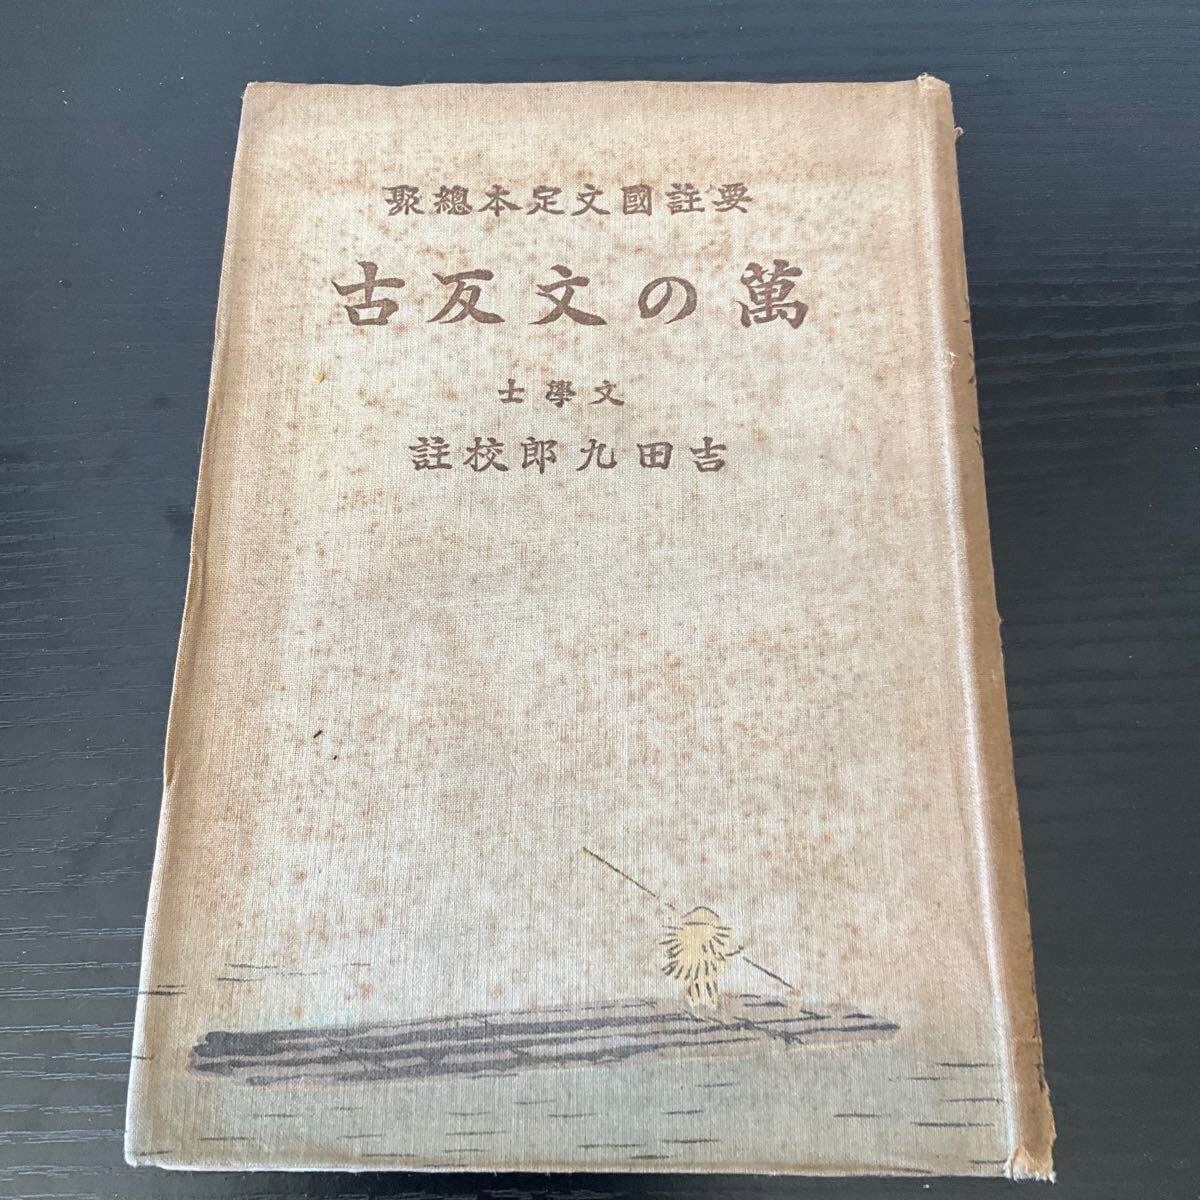 要註國文定本總聚
萬の文反古
文學士
吉田九郎校註